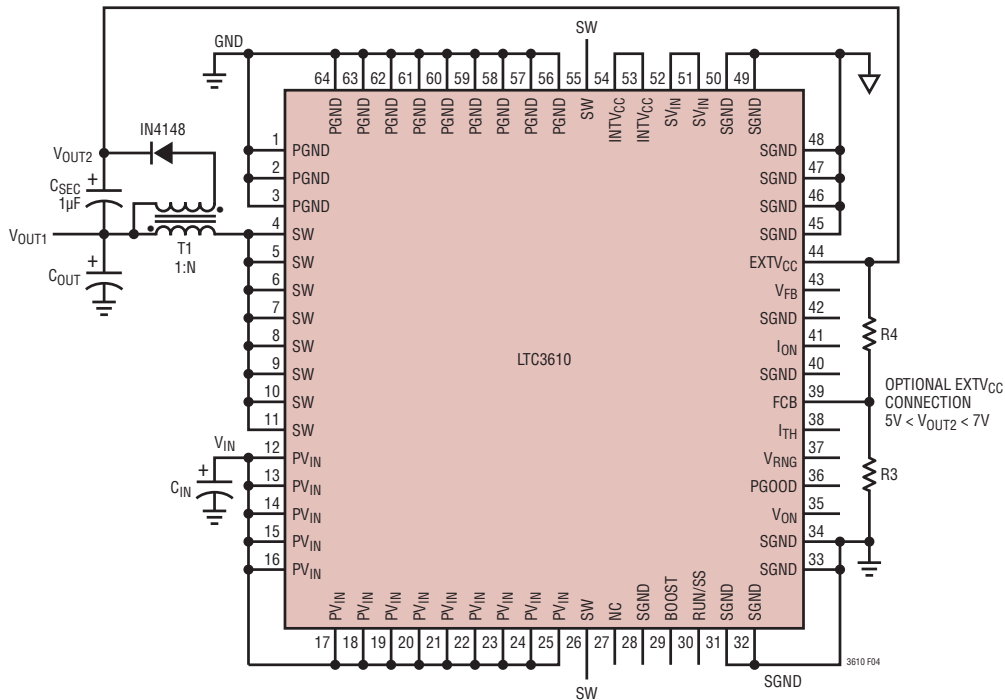 SW
GND
64 63 62 61 60 59 58 57 56 55 54 53 52 51 50 49
PGND PGND PGND PGND PGND PGND PGND PGND PGND SW INTVCC INTVCC SVIN SVIN SGND SGND
IN4148
VOUT2
CSEC
1µF
+
VOUT1
T1
1:N
+
COUT
1 PGND
2 PGND
3 PGND
4 SW
5 SW
6 SW
7 SW
8 SW
9 SW
10 SW
11 SW
VIN
12 PVIN
13 PVIN
14 PVIN
15 PVIN
16 PVIN
+
CIN
LTC3610
SGND 48
SGND 47
SGND 46
SGND 45
EXTVCC 44
VFB 43
SGND 42
ION 41
SGND 40
FCB 39
ITH 38
VRNG 37
PGOOD 36
VON 35
SGND 34
SGND 33
R4
OPTIONAL EXTVCC
CONNECTION
5V < VOUT2 < 7V
R3
PVIN PVIN PVIN PVIN PVIN PVIN PVIN PVIN PVIN SW NC SGND BOOST RUN/SS SGND SGND
17 18 19 20 21 22 23 24 25 26 27 28 29 30 31 32
3610 F04
SGND
SW